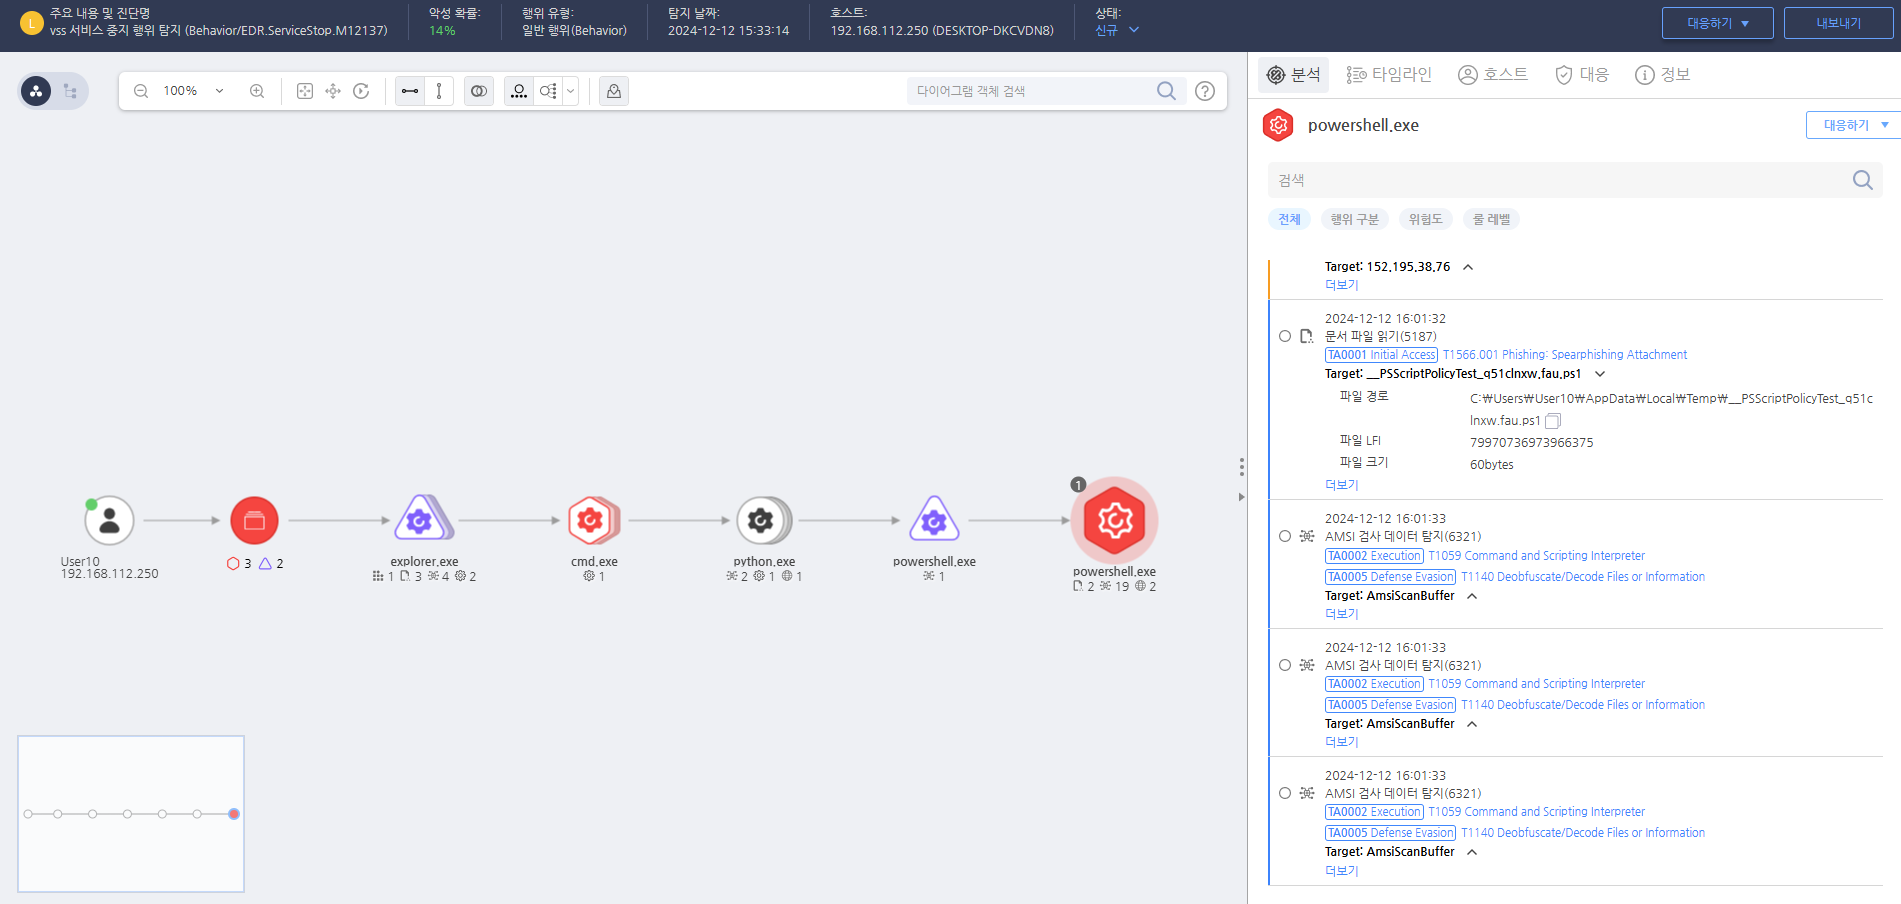 L
주요 내용 및 진단명
vss 서비스 중지 행위 탐지 (Behavior/EDR.ServiceStop.M12137)
악성 확률:
14%
행위 유형:
일반 행위(Behavior)
탐지 날짜:
2024-12-12 15:33:14
호스트:
192.168.112.250 (DESKTOP-DKCVDN8)
상태:
신규
대응하기
내보내기
100%
다이어그램 객체 검색
User10
192.168.112.250
3 2
explorer.exe
1 3 4 2
cmd.exe
1
python.exe
2 1 1
powershell.exe
1
1
powershell.exe
2 19 2
분석 타임라인 호스트 대응 정보
powershell.exe
대응하기
검색
전체 행위 구분 위험도 룰 레벨
Target: 152.195.38.76
더보기
2024-12-12 16:01:32
문서 파일 읽기(5187)
TA0001 Initial Access T1566.001 Phishing: Spearphishing Attachment
Target: __PSScriptPolicyTest_q51clnxw.fau.ps1
파일 경로 C:₩Users₩User10₩AppData₩Local₩Temp₩__PSScriptPolicyTest_q51c
lnxw.fau.ps1
파일 LFI 79970736973966375
파일 크기 60bytes
더보기
2024-12-12 16:01:33
AMSI 검사 데이터 탐지(6321)
TA0002 Execution T1059 Command and Scripting Interpreter
TA0005 Defense Evasion T1140 Deobfuscate/Decode Files or Information
Target: AmsiScanBuffer
더보기
2024-12-12 16:01:33
AMSI 검사 데이터 탐지(6321)
TA0002 Execution T1059 Command and Scripting Interpreter
TA0005 Defense Evasion T1140 Deobfuscate/Decode Files or Information
Target: AmsiScanBuffer
더보기
2024-12-12 16:01:33
AMSI 검사 데이터 탐지(6321)
TA0002 Execution T1059 Command and Scripting Interpreter
TA0005 Defense Evasion T1140 Deobfuscate/Decode Files or Information
Target: AmsiScanBuffer
더보기